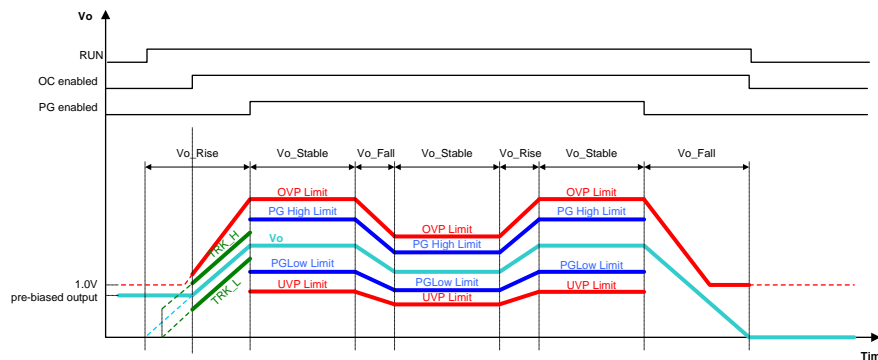 Vo
RUN
OC enabled
PG enabled
Vo_Rise Vo_Stable Vo_Fall Vo_Stable Vo_Rise Vo_Stable Vo_Fall
OVP Limit OVP Limit
PG High Limit PG High Limit
OVP Limit
TRK_H Vo PG High Limit
PGLow Limit PGLow Limit
1.0V TRK_L UVP Limit PGLow Limit UVP Limit
pre-biased output UVP Limit
Time